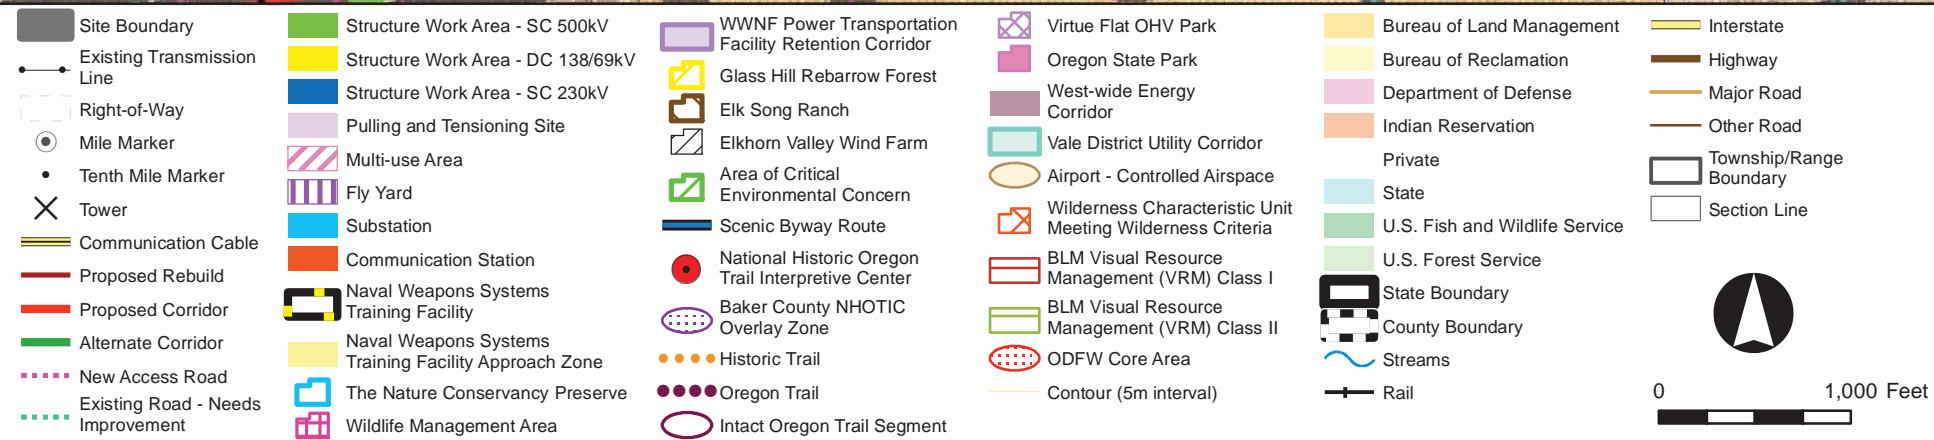 Site Boundary
Existing Transmission
Line
Right-of-Way
Mile Marker
Tenth Mile Marker
Tower
Communication Cable
Proposed Rebuild
Proposed Corridor
Alternate Corridor
New Access Road
Existing Road - Needs
Improvement
Structure Work Area - SC 500kV
Structure Work Area - DC 138/69kV
Structure Work Area - SC 230kV
Pulling and Tensioning Site
Multi-use Area
Fly Yard
Substation
Communication Station
Naval Weapons Systems
Training Facility
Naval Weapons Systems
Training Facility Approach Zone
The Nature Conservancy Preserve
Wildlife Management Area
WWNF Power Transportation
Facility Retention Corridor
Glass Hill Rebarrow Forest
Elk Song Ranch
Elkhorn Valley Wind Farm
Area of Critical
Environmental Concern
Scenic Byway Route
National Historic Oregon
Trail Interpretive Center
Baker County NHOTIC
Overlay Zone
Historic Trail
Oregon Trail
Intact Oregon Trail Segment
Virtue Flat OHV Park
Oregon State Park
West-wide Energy
Corridor
Vale District Utility Corridor
Airport - Controlled Airspace
Wilderness Characteristic Unit
Meeting Wilderness Criteria
BLM Visual Resource
Management (VRM) Class I
BLM Visual Resource
Management (VRM) Class II
ODFW Core Area
Contour (5m interval)
Bureau of Land Management
Bureau of Reclamation
Department of Defense
Indian Reservation
Private
State
U.S. Fish and Wildlife Service
U.S. Forest Service
State Boundary
County Boundary
Streams
Rail
Interstate
Highway
Major Road
Other Road
Township/Range
Boundary
Section Line
0 1,000 Feet